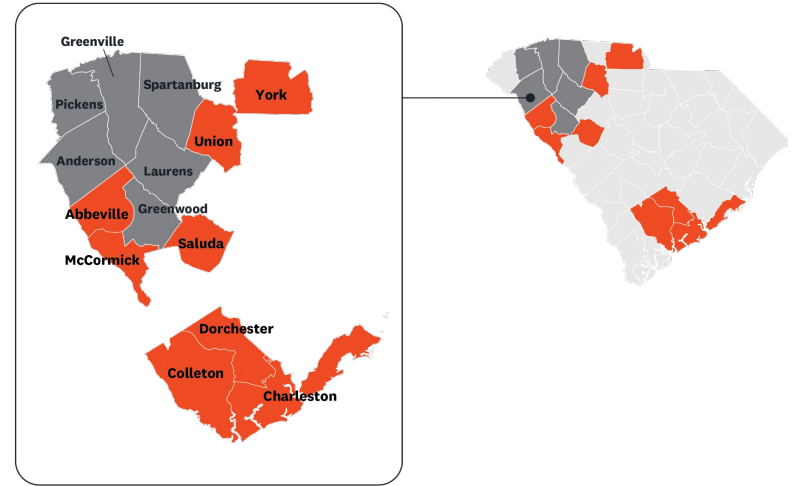 Greenville
Spartanburg
York
Pickens
Union
Anderson
Laurens
Abbeville
Greenwood
Saluda
McCormick
Dorchester
Colleton
Charleston